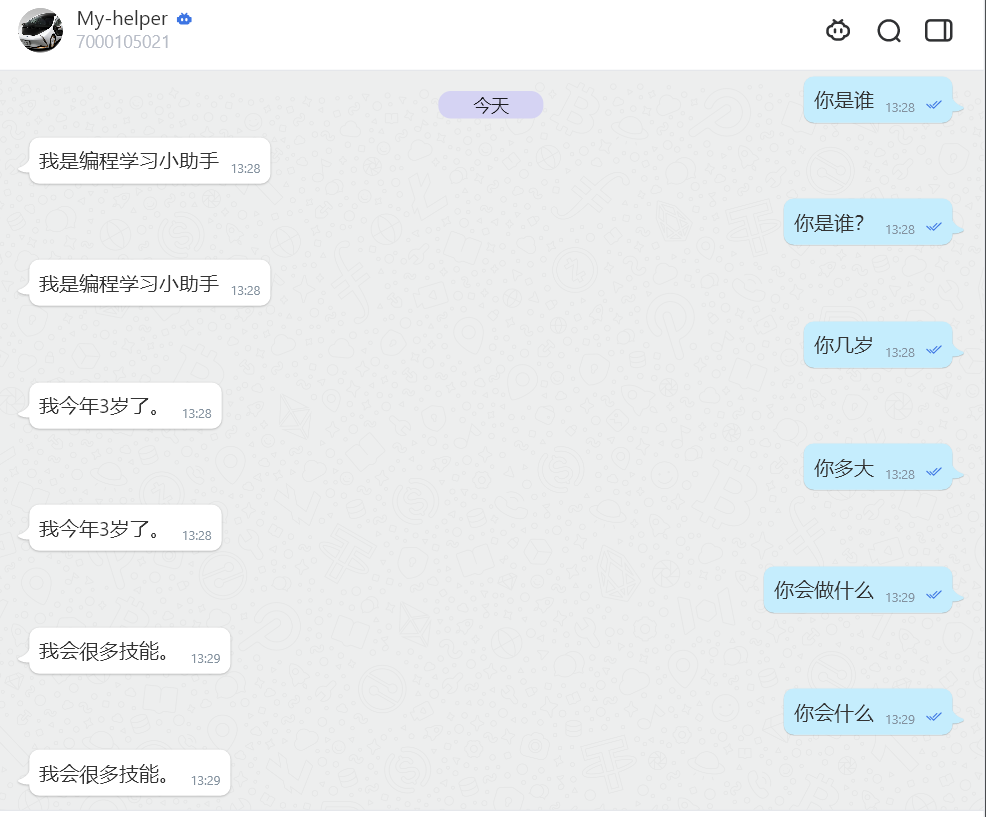 My-helper
7000105021
今天
你是谁 13:28
我是编程学习小助手 13:28
你是谁? 13:28
我是编程学习小助手 13:28
你几岁 13:28
我今年3岁了。 13:28
你多大 13:28
我今年3岁了。 13:28
你会做什么 13:29
我会很多技能。 13:29
你会什么 13:29
我会很多技能。 13:29